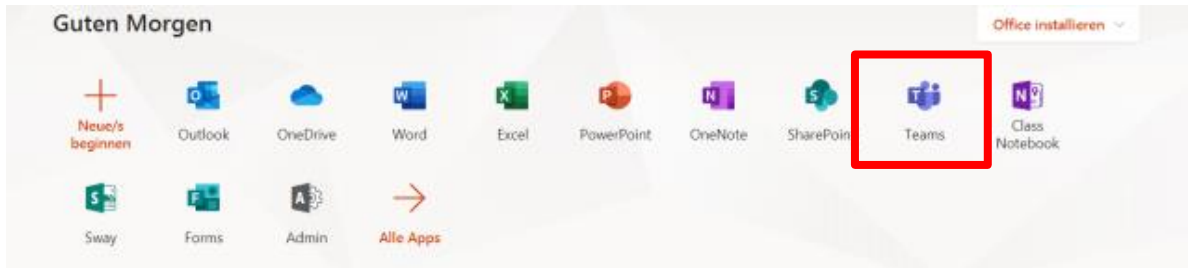 Guten Morgen
Office installieren
Neue/s beginnen
Outlook
OneDrive
Word
Excel
PowerPoint
OneNote
SharePoin
Teams
Class Notebook
Sway
Forms
Admin
Alle Apps